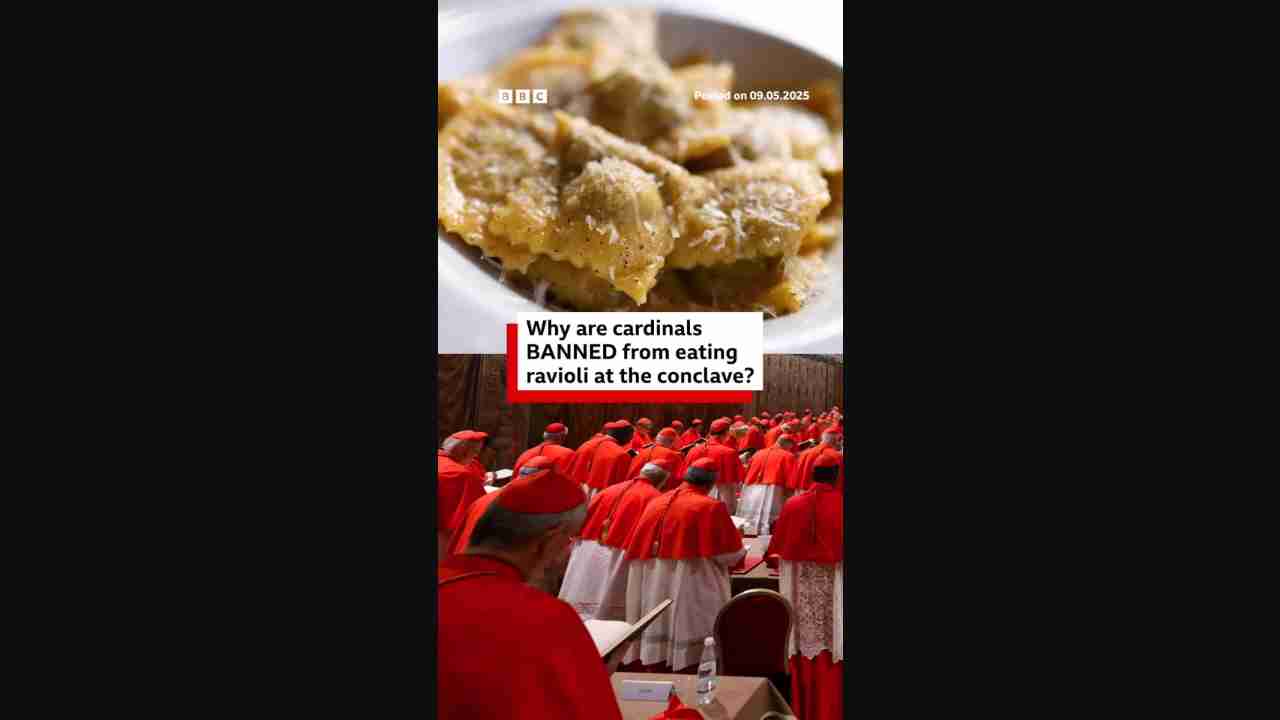 BBC
Posted on 09.05.2025
Why are cardinals
BANNED from eating
ravioli at the conclave?